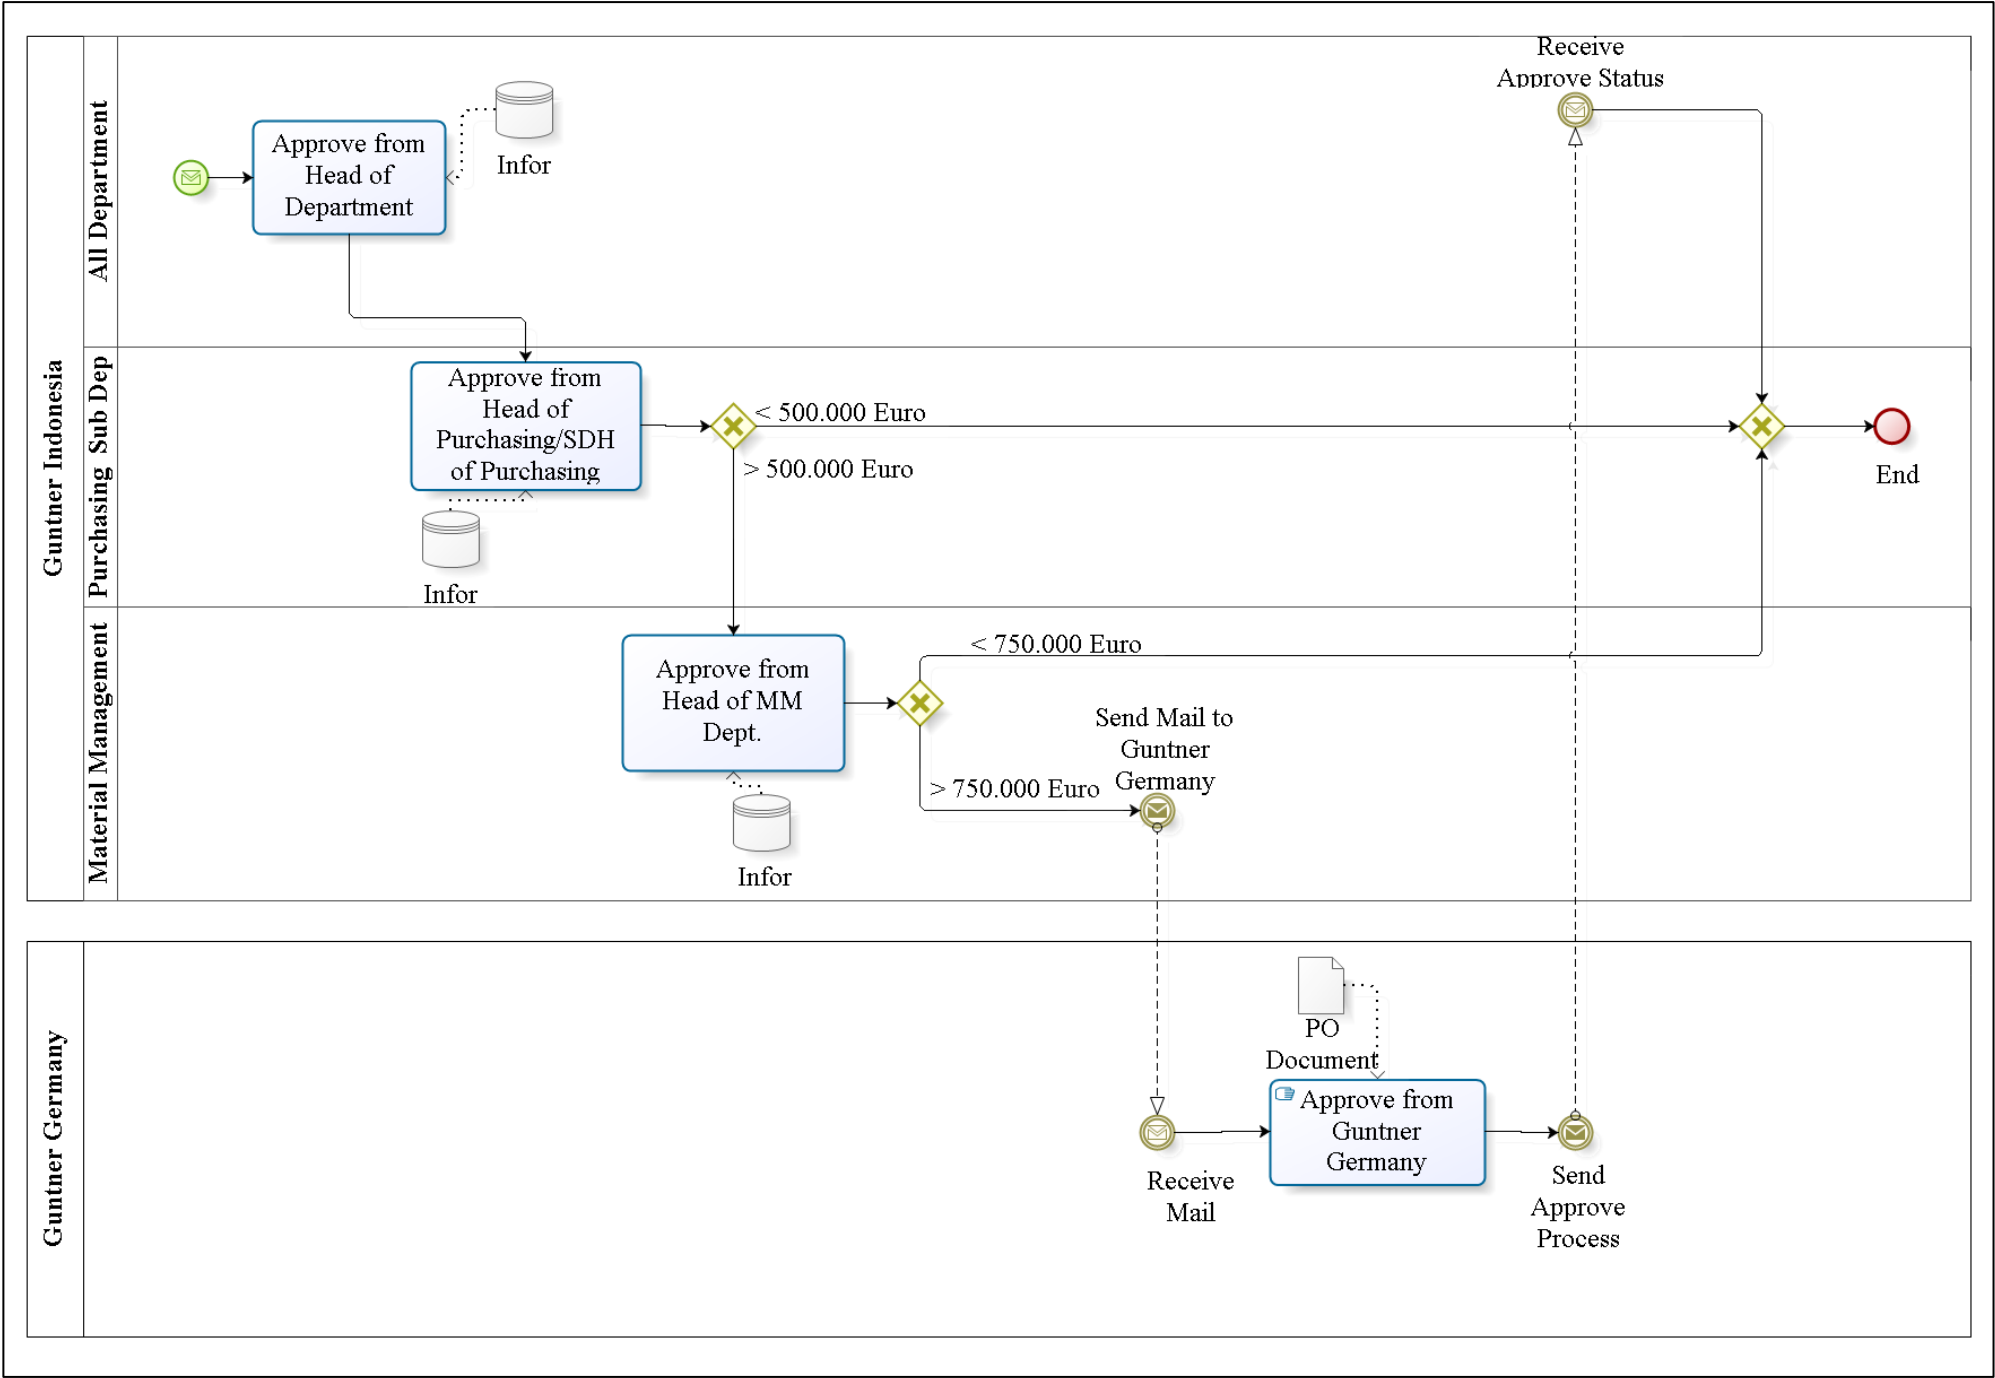 Guntner Indonesia
All Department
Receive
Approve Status
Approve from
Head of
Department
Infor
Purchasing Sub Dep
Approve from
Head of
Purchasing/SDH
of Purchasing
< 500.000 Euro
> 500.000 Euro
Infor
End
Material Management
Approve from
Head of MM
Dept.
< 750.000 Euro
> 750.000 Euro
Send Mail to
Guntner
Germany
Infor
Guntner Germany
PO
Document
Receive
Mail
Approve from
Guntner
Germany
Send
Approve
Process